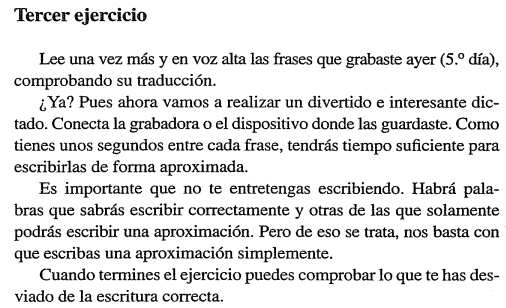 Tercer ejercicio
Lee una vez más y en voz alta las frases que grabaste ayer (5.º día),
comprobando su traducción.
¿Ya? Pues ahora vamos a realizar un divertido e interesante dic-
tado. Conecta la grabadora o el dispositivo donde las guardaste. Como
tienes unos segundos entre cada frase, tendrás tiempo suficiente para
escribirlas de forma aproximada.
Es importante que no te entretengas escribiendo. Habrá pala-
bras que sabrás escribir correctamente y otras de las que solamente
podrás escribir una aproximación. Pero de eso se trata, nos basta con
que escribas una aproximación simplemente.
Cuando termines el ejercicio puedes comprobar lo que te has des-
viado de la escritura correcta.